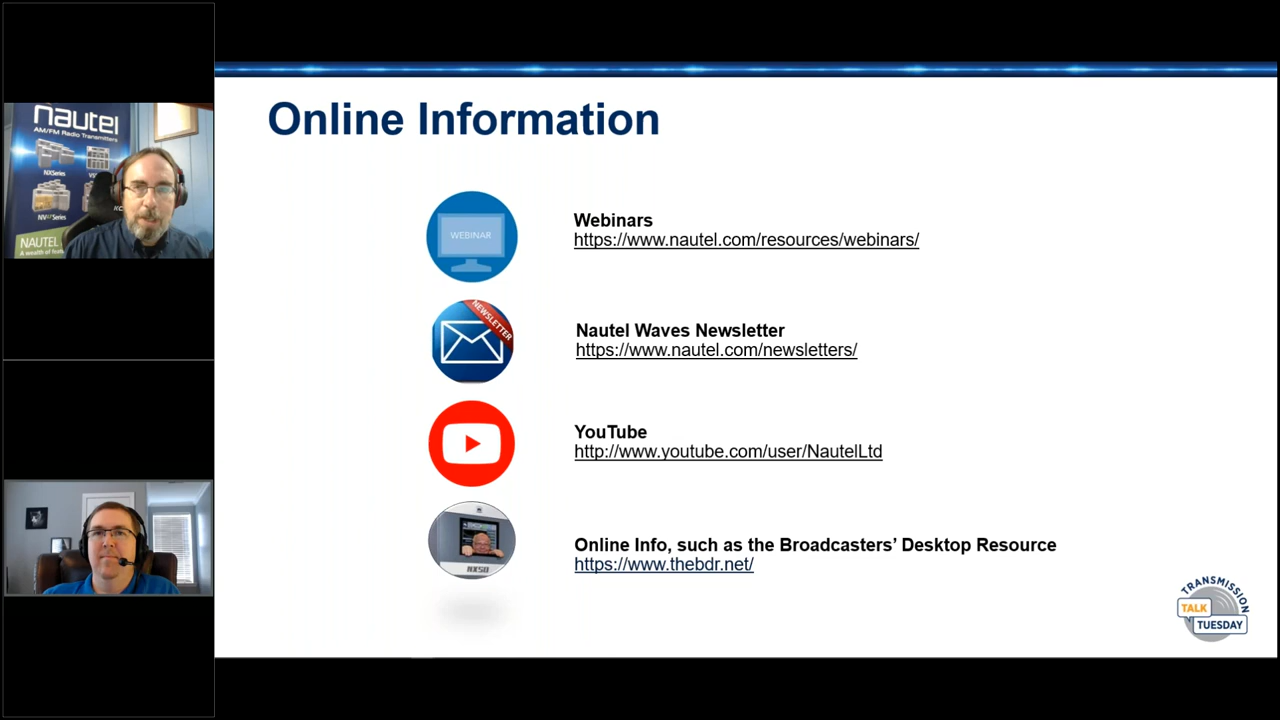 nautel
AM/FM Radio Transmitters
NXSeries
NVLT Series
NAUTEL
A wealth of
Online Information
WEBINAR
Webinars
https://www.nautel.com/resources/webinars/
NEWSLETTER
Nautel Waves Newsletter
https://www.nautel.com/newsletters/
YouTube
http://www.youtube.com/user/NautelLtd
NX50
Online Info, such as the Broadcasters’ Desktop Resource
https://www.thebdr.net/
TRANSMISSION
TALK
TUESDAY